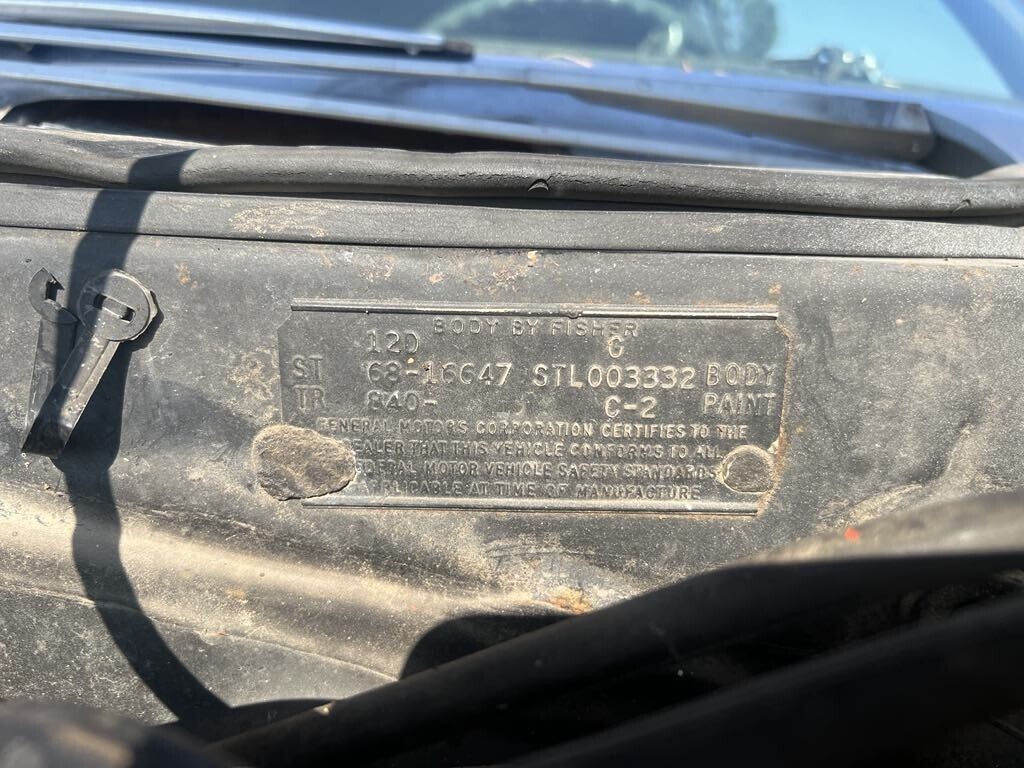 BODY BY FISHER
12D G
ST 68-16647 STL003332 BODY
TR 840- C-2 PAINT
GENERAL MOTORS CORPORATION CERTIFIES TO THE
DEALER THAT THIS VEHICLE CONFORMS TO ALL
FEDERAL MOTOR VEHICLE SAFETY STANDARDS
APPLICABLE AT TIME OF MANUFACTURE